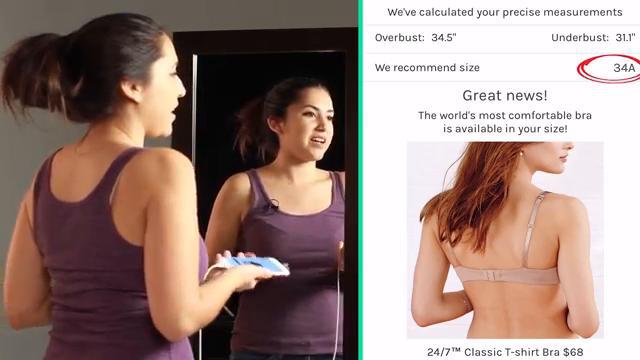 We've calculated your precise measurements
Overbust: 34.5" Underbust: 31.1"
We recommend size 34A
Great news!
The world's most comfortable bra
is available in your size!
24/7™ Classic T-shirt Bra $68